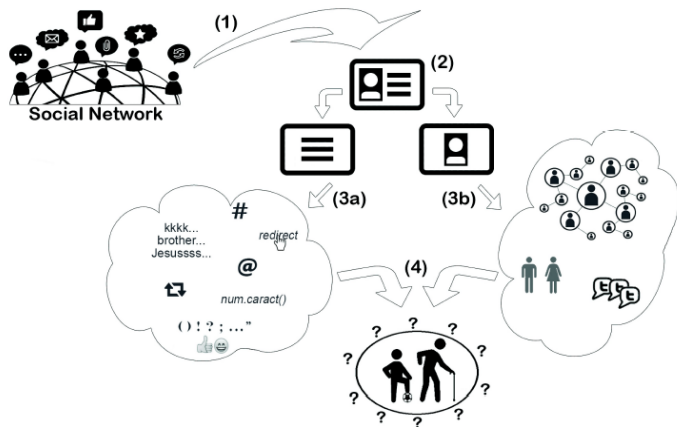 (1)
(2)
Social Network
(3a)
(3b)
#
kkkk...
brother...
Jesussss...
redirect
@
(4)
num.caract()
( ) ! ? ; ... "
? ? ?
? ?
? ?
? ?
? ?